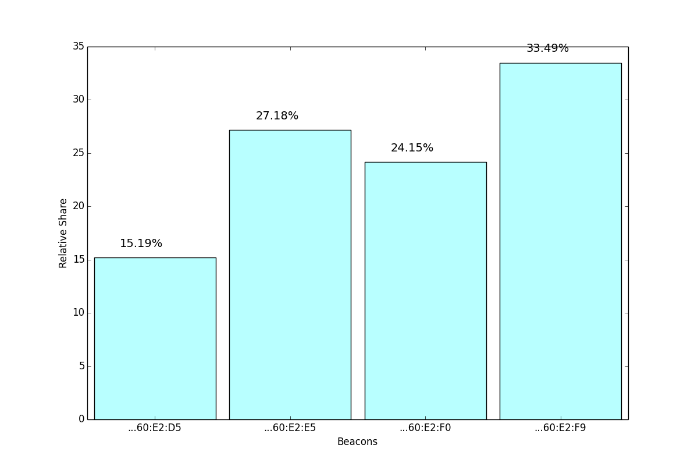 33.49%
35
30
27.18%
25
24.15%
20
15.19%
15
10
5
0
Relative Share
...60:E2:D5
...60:E2:E5
...60:E2:F0
...60:E2:F9
Beacons